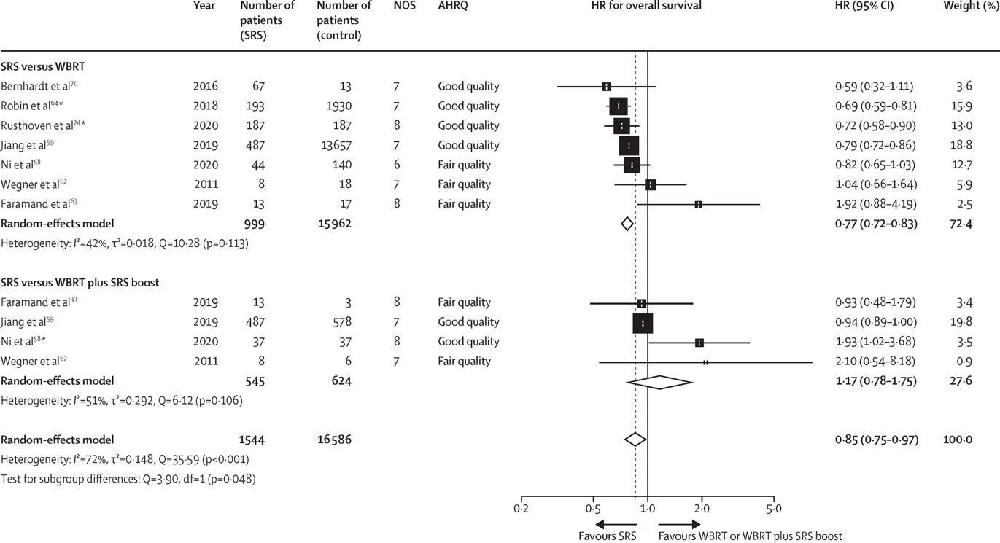 Year Number of patients (SRS) Number of patients (control) NOS AHRQ HR for overall survival HR (95% CI) Weight (%)
SRS versus WBRT
Bernhardt et al⁷⁰ 2016 67 13 7 Good quality 0·59 (0·32–1·11) 3·6
Robin et al⁶⁴* 2018 193 1930 7 Good quality 0·69 (0·59–0·81) 15·9
Rusthoven et al²⁴* 2020 187 187 8 Good quality 0·72 (0·58–0·90) 13·0
Jiang et al⁵⁹ 2019 487 13657 7 Good quality 0·79 (0·72–0·86) 18·8
Ni et al⁵⁸ 2020 44 140 6 Fair quality 0·82 (0·65–1·03) 12·7
Wegner et al⁶² 2011 8 18 7 Fair quality 1·04 (0·66–1·64) 5·9
Faramand et al⁶³ 2019 13 17 8 Fair quality 1·92 (0·88–4·19) 2·5
Random-effects model 999 15962 0·77 (0·72–0·83) 72·4
Heterogeneity: I²=42%, τ²=0·018, Q=10·28 (p=0·113)
SRS versus WBRT plus SRS boost
Faramand et al³³ 2019 13 3 8 Fair quality 0·93 (0·48–1·79) 3·4
Jiang et al⁵⁹ 2019 487 578 7 Good quality 0·94 (0·89–1·00) 19·8
Ni et al⁵⁸* 2020 37 37 8 Good quality 1·93 (1·02–3·68) 3·5
Wegner et al⁶² 2011 8 6 7 Fair quality 2·10 (0·54–8·18) 0·9
Random-effects model 545 624 1·17 (0·78–1·75) 27·6
Heterogeneity: I²=51%, τ²=0·292, Q=6·12 (p=0·106)
Random-effects model 1544 16586 0·85 (0·75–0·97) 100·0
Heterogeneity: I²=72%, τ²=0·148, Q=35·59 (p<0·001)
Test for subgroup differences: Q=3·90, df=1 (p=0·048)
0·2 0·5 1·0 2·0 5·0
Favours SRS Favours WBRT or WBRT plus SRS boost